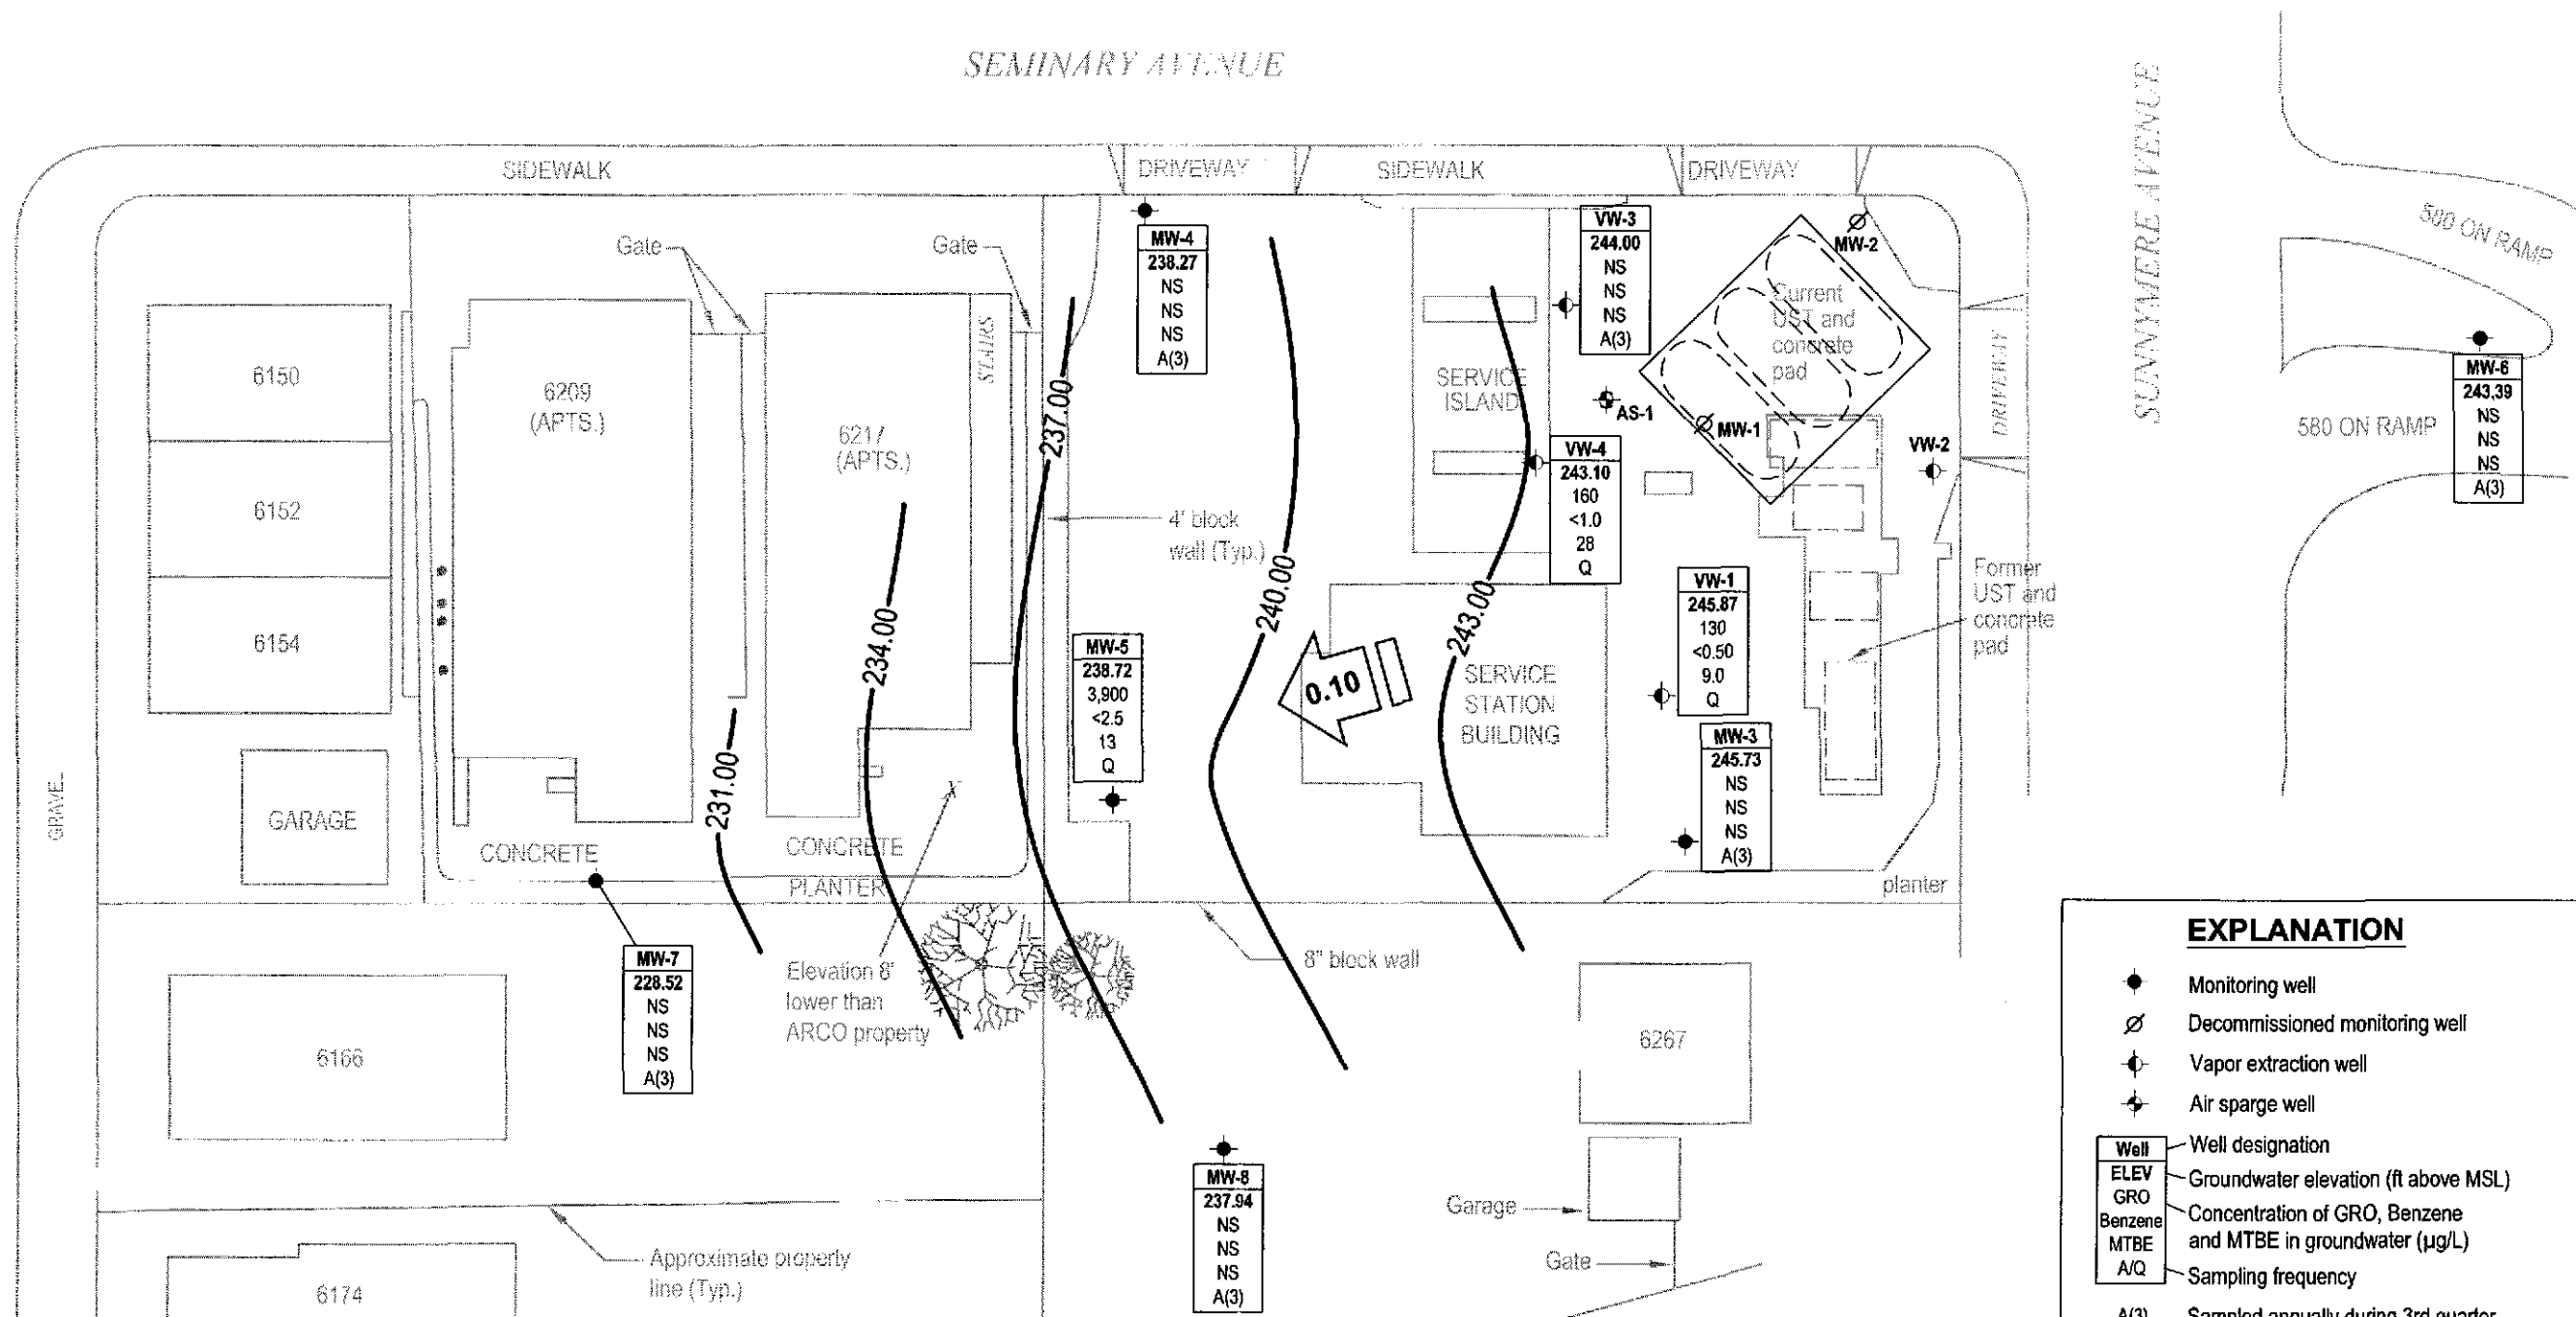 SEMINARY AVENUE
SUNNYMERE AVENUE
SIDEWALK
DRIVEWAY
SIDEWALK
DRIVEWAY
580 ON RAMP
Gate
Gate
MW-4
238.27
NS
NS
NS
A(3)
VW-3
244.00
NS
NS
NS
A(3)
MW-2
Current
UST and
concrete
pad
DRIVEWAY
MW-6
243.39
NS
NS
NS
A(3)
580 ON RAMP
6150
6209
(APTS.)
STAIRS
6217
(APTS.)
237.00
SERVICE
ISLAND
AS-1
MW-1
VW-2
VW-4
243.10
160
<1.0
28
Q
6152
4' block
wall (Typ.)
240.00
243.00
VW-1
245.87
130
<0.50
9.0
Q
Former
UST and
concrete
pad
6154
234.00
MW-5
238.72
3,900
<2.5
13
Q
0.10
SERVICE
STATION
BUILDING
MW-3
245.73
NS
NS
NS
A(3)
231.00
GRAVEL
GARAGE
CONCRETE
CONCRETE
PLANTER
X
planter
MW-7
228.52
NS
NS
NS
A(3)
Elevation 8'
lower than
ARCO property
8" block wall
6166
6267
MW-8
237.94
NS
NS
NS
A(3)
Garage
Gate
Approximate property
line (Typ.)
6174
EXPLANATION
Monitoring well
Decommissioned monitoring well
Vapor extraction well
Air sparge well
Well
ELEV
GRO
Benzene
MTBE
A/Q
Well designation
Groundwater elevation (ft above MSL)
Concentration of GRO, Benzene
and MTBE in groundwater (µg/L)
Sampling frequency
A(3) Sampled annually during 3rd quarter